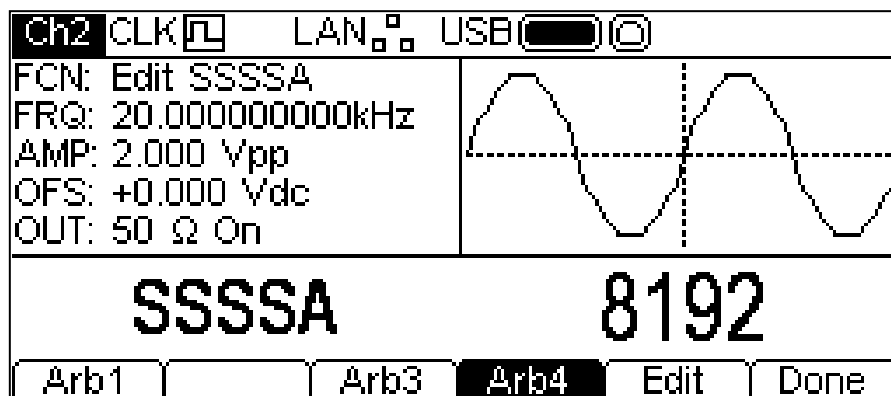 Ch2 CLK LAN USB
FCN: Edit SSSSA
FRQ: 20.000000000kHz
AMP: 2.000 Vpp
OFS: +0.000 Vdc
OUT: 50 Ω On
SSSSA 8192
Arb1 Arb3 Arb4 Edit Done